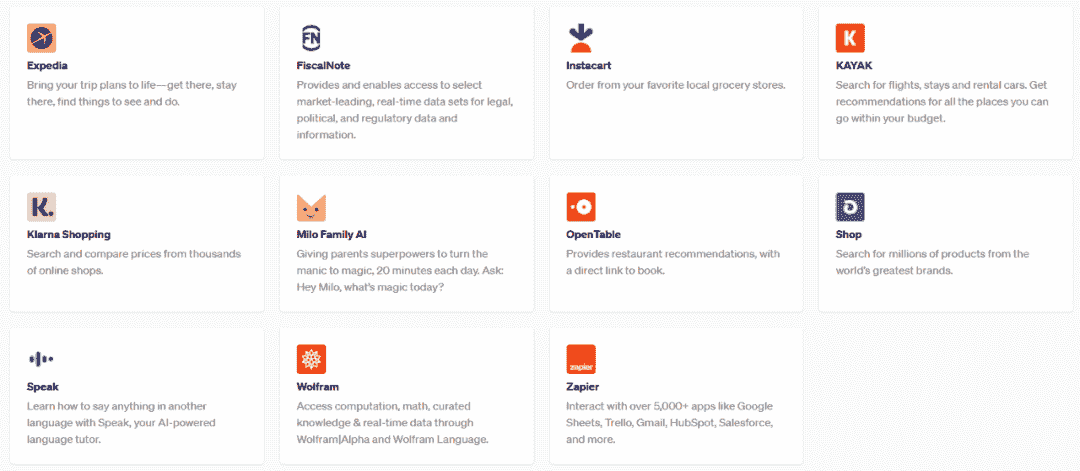 Expedia
Bring your trip plans to life—get there, stay
there, find things to see and do.
FN
FiscalNote
Provides and enables access to select
market-leading, real-time data sets for legal,
political, and regulatory data and
information.
Instacart
Order from your favorite local grocery stores.
K
KAYAK
Search for flights, stays and rental cars. Get
recommendations for all the places you can
go within your budget.
K.
Klarna Shopping
Search and compare prices from thousands
of online shops.
Milo Family AI
Giving parents superpowers to turn the
manic to magic, 20 minutes each day. Ask:
Hey Milo, what's magic today?
OpenTable
Provides restaurant recommendations, with
a direct link to book.
Shop
Search for millions of products from the
world's greatest brands.
Speak
Learn how to say anything in another
language with Speak, your AI-powered
language tutor.
Wolfram
Access computation, math, curated
knowledge & real-time data through
Wolfram|Alpha and Wolfram Language.
zapier
Zapier
Interact with over 5,000+ apps like Google
Sheets, Trello, Gmail, HubSpot, Salesforce,
and more.